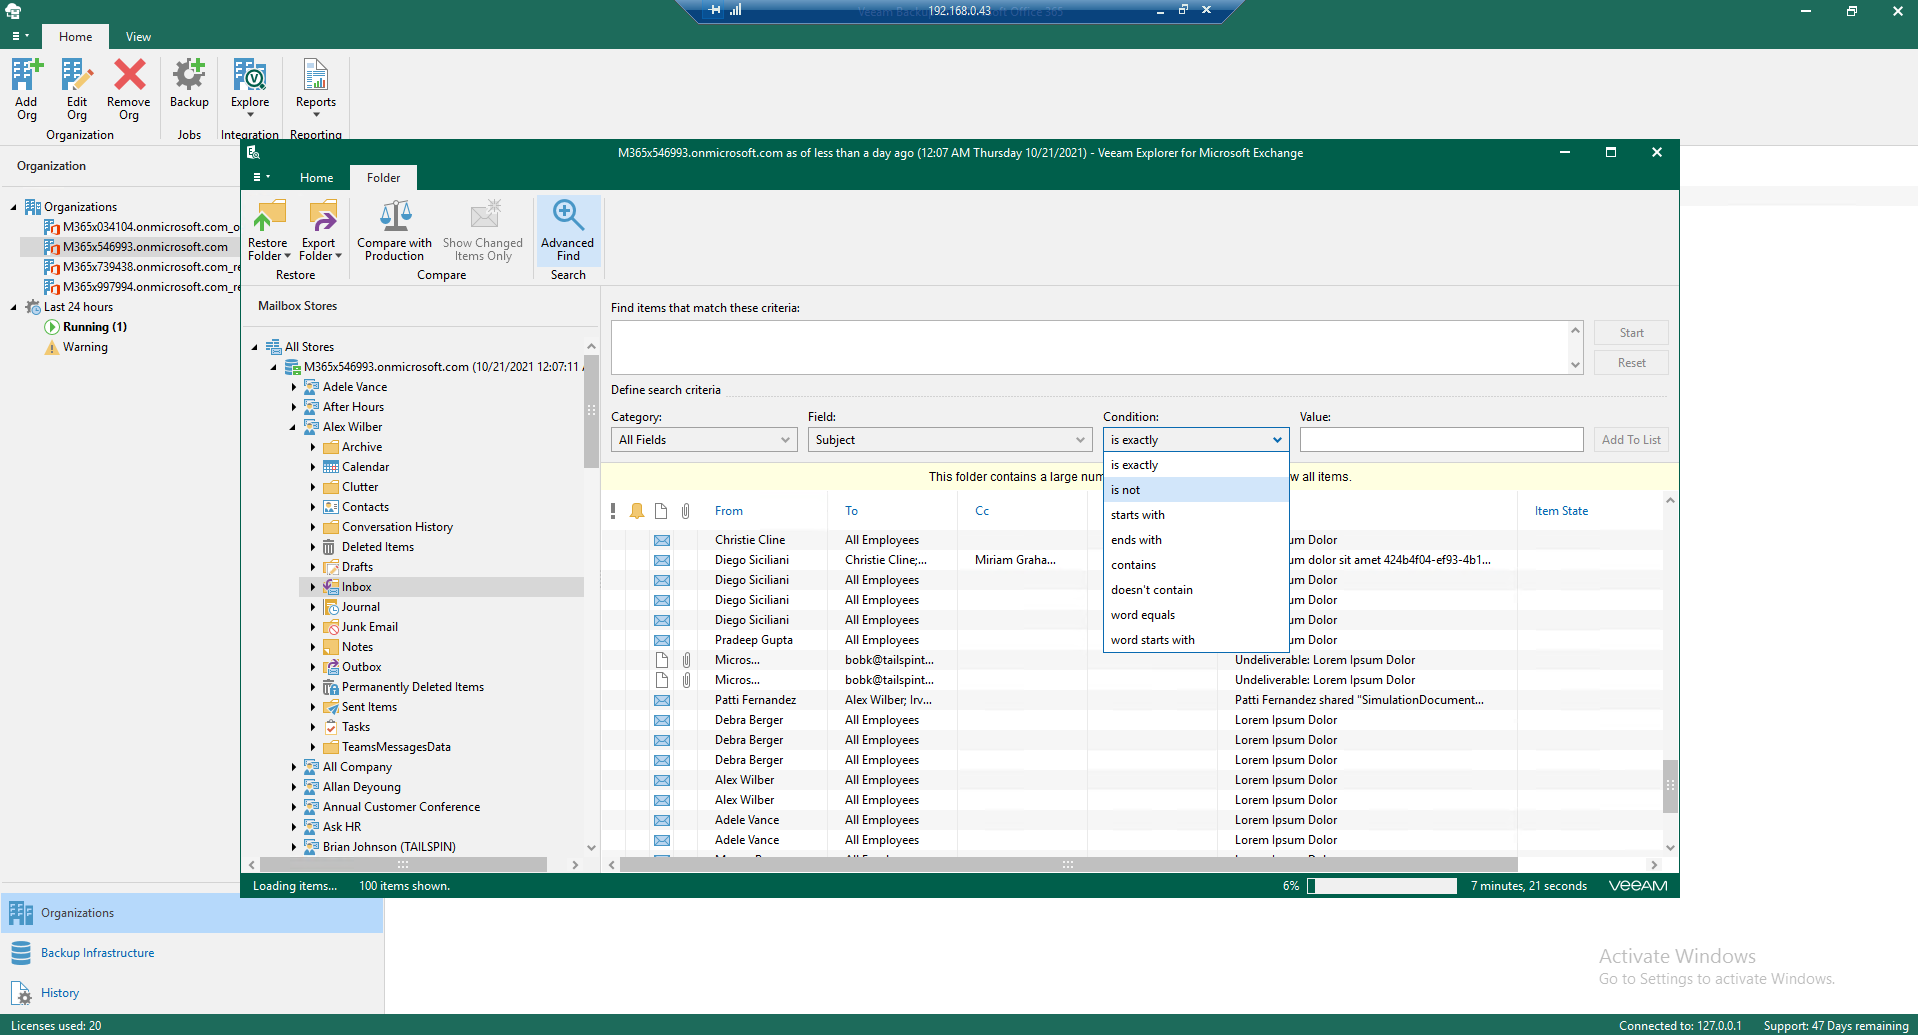 192.168.0.43
Home
View
Add Org
Edit Org
Remove Org
Backup
Explore
Reports
Organization
Jobs
Integration
Reporting
Organization
Organizations
M365x034104.onmicrosoft.com_o
M365x546993.onmicrosoft.com
M365x739438.onmicrosoft.com_re
M365x997994.onmicrosoft.com_re
Last 24 hours
Running (1)
Warning
M365x546993.onmicrosoft.com as of less than a day ago (12:07 AM Thursday 10/21/2021) - Veeam Explorer for Microsoft Exchange
Home
Folder
Restore Folder
Export Folder
Compare with Production
Show Changed Items Only
Advanced Find
Restore
Compare
Search
Mailbox Stores
All Stores
M365x546993.onmicrosoft.com (10/21/2021 12:07:11
Adele Vance
After Hours
Alex Wilber
Archive
Calendar
Clutter
Contacts
Conversation History
Deleted Items
Drafts
Inbox
Journal
Junk Email
Notes
Outbox
Permanently Deleted Items
Sent Items
Tasks
TeamsMessagesData
All Company
Allan Deyoung
Annual Customer Conference
Ask HR
Brian Johnson (TAILSPIN)
Find items that match these criteria:
Start
Reset
Define search criteria
Category:
Field:
Condition:
Value:
All Fields
Subject
is exactly
Add To List
is exactly
is not
starts with
ends with
contains
doesn't contain
word equals
word starts with
This folder contains a large num w all items.
From To Cc Item State
Christie Cline All Employees um Dolor
Diego Siciliani Christie Cline;... Miriam Graha... um dolor sit amet 424b4f04-ef93-4b1...
Diego Siciliani All Employees um Dolor
Diego Siciliani All Employees um Dolor
Diego Siciliani All Employees um Dolor
Pradeep Gupta All Employees um Dolor
Micros... bobk@tailspint... Undeliverable: Lorem Ipsum Dolor
Micros... bobk@tailspint... Undeliverable: Lorem Ipsum Dolor
Patti Fernandez Alex Wilber; Irv... Patti Fernandez shared "SimulationDocument...
Debra Berger All Employees Lorem Ipsum Dolor
Debra Berger All Employees Lorem Ipsum Dolor
Debra Berger All Employees Lorem Ipsum Dolor
Alex Wilber All Employees Lorem Ipsum Dolor
Alex Wilber All Employees Lorem Ipsum Dolor
Adele Vance All Employees Lorem Ipsum Dolor
Adele Vance All Employees Lorem Ipsum Dolor
Loading items...
100 items shown.
6%
7 minutes, 21 seconds
VEEAM
Organizations
Backup Infrastructure
History
Activate Windows
Go to Settings to activate Windows.
Licenses used: 20
Connected to: 127.0.0.1
Support: 47 Days remaining